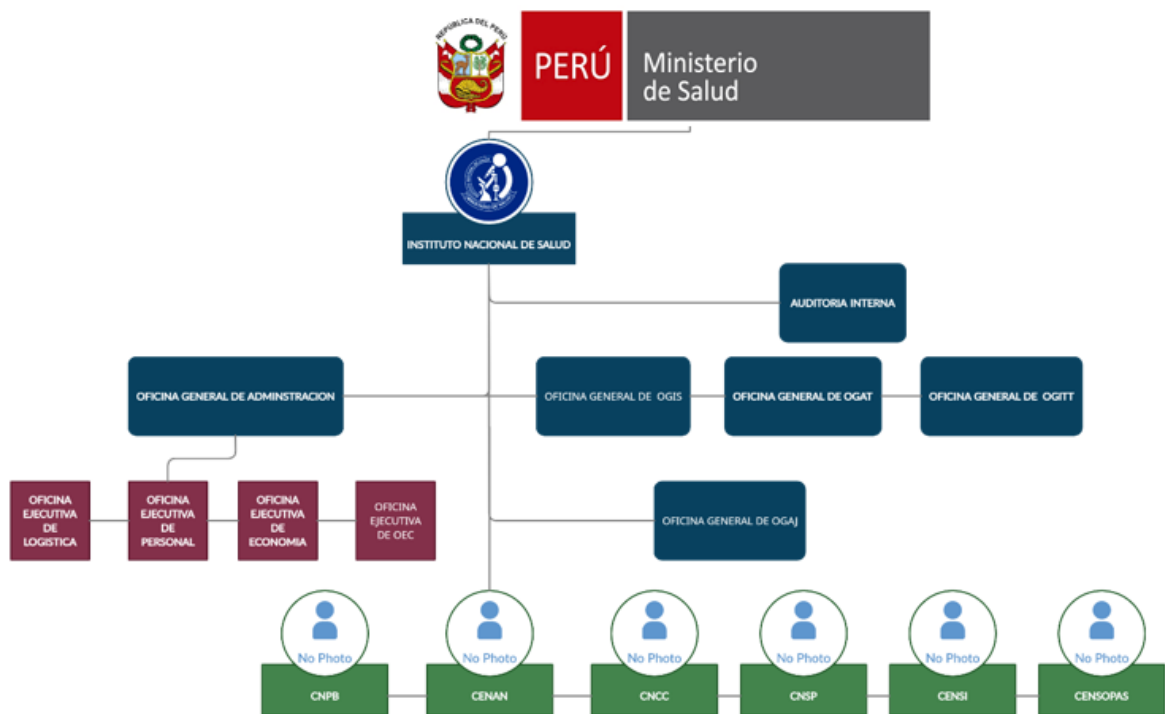 REPÚBLICA DEL PERÚ
PERÚ
Ministerio
de Salud
INSTITUTO NACIONAL DE SALUD
AUDITORIA INTERNA
OFICINA GENERAL DE ADMINSTRACION
OFICINA GENERAL DE OGIS
OFICINA GENERAL DE OGAT
OFICINA GENERAL DE OGITT
OFICINA
EJECUTIVA
DE
LOGISTICA
OFICINA
EJECUTIVA
DE
PERSONAL
OFICINA
EJECUTIVA
DE
ECONOMIA
OFICINA
EJECUTIVA
DE OEC
OFICINA GENERAL DE OGAJ
No Photo
CNPB
No Photo
CENAN
No Photo
CNCC
No Photo
CNSP
No Photo
CENSI
No Photo
CENSOPAS